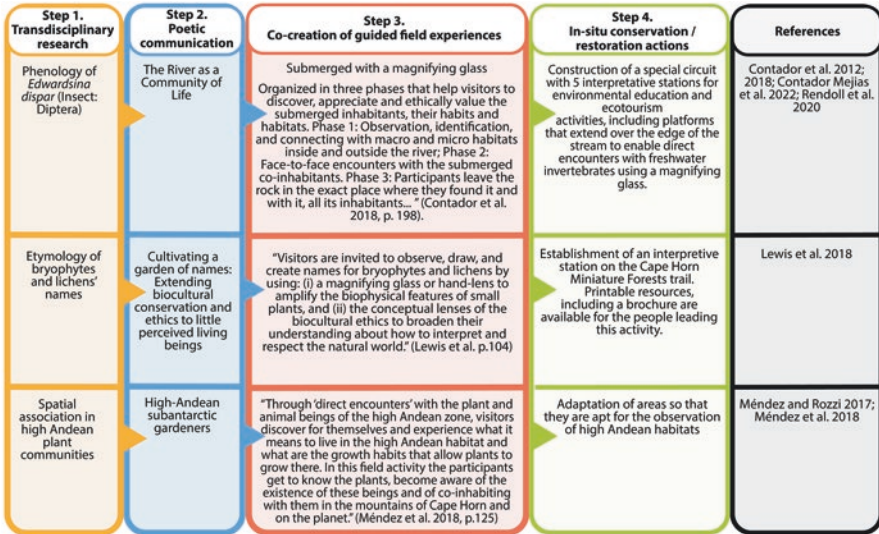 Step 1.
Transdisciplinary
research
Step 2.
Poetic
communication
Step 3.
Co-creation of guided field experiences
Step 4.
In-situ conservation /
restoration actions
References
Phenology of
Edwardsina
dispar (Insect:
Diptera)
The River as a
Community of
Life
Submerged with a magnifying glass
Organized in three phases that help visitors to
discover, appreciate and ethically value the
submerged inhabitants, their habits and
habitats. Phase 1: Observation, identification,
and connecting with macro and micro habitats
inside and outside the river; Phase 2:
Face-to-face encounters with the submerged
co-inhabitants. Phase 3: Participants leave the
rock in the exact place where they found it and
with it, all its inhabitants... " (Contador et al.
2018, p. 198).
Construction of a special circuit
with 5 interpretative stations for
environmental education and
ecotourism
activities, including platforms
that extend over the edge of the
stream to enable direct
encounters with freshwater
invertebrates using a magnifying
glass.
Contador et al. 2012;
2018; Contador Mejias
et al. 2022; Rendoll et al.
2020
Etymology of
bryophytes
and lichens'
names
Cultivating a
garden of names:
Extending
biocultural
conservation and
ethics to little
perceived living
beings
"Visitors are invited to observe, draw, and
create names for bryophytes and lichens by
using: (i) a magnifying glass or hand-lens to
amplify the biophysical features of small
plants, and (ii) the conceptual lenses of the
biocultural ethics to broaden their
understanding about how to interpret and
respect the natural world." (Lewis et al. p.104)
Establishment of an interpretive
station on the Cape Horn
Miniature Forests trail.
Printable resources,
including a brochure are
available for the people leading
this activity.
Lewis et al. 2018
Spatial
association in
high Andean
plant
communities
High-Andean
subantarctic
gardeners
"Through 'direct encounters' with the plant and
animal beings of the high Andean zone, visitors
discover for themselves and experience what it
means to live in the high Andean habitat and
what are the growth habits that allow plants to
grow there. In this field activity the participants
get to know the plants, become aware of the
existence of these beings and of co-inhabiting
with them in the mountains of Cape Horn and
on the planet." (Méndez et al. 2018, p.125)
Adaptation of areas so that
they are apt for the observation
of high Andean habitats
Méndez and Rozzi 2017;
Méndez et al. 2018